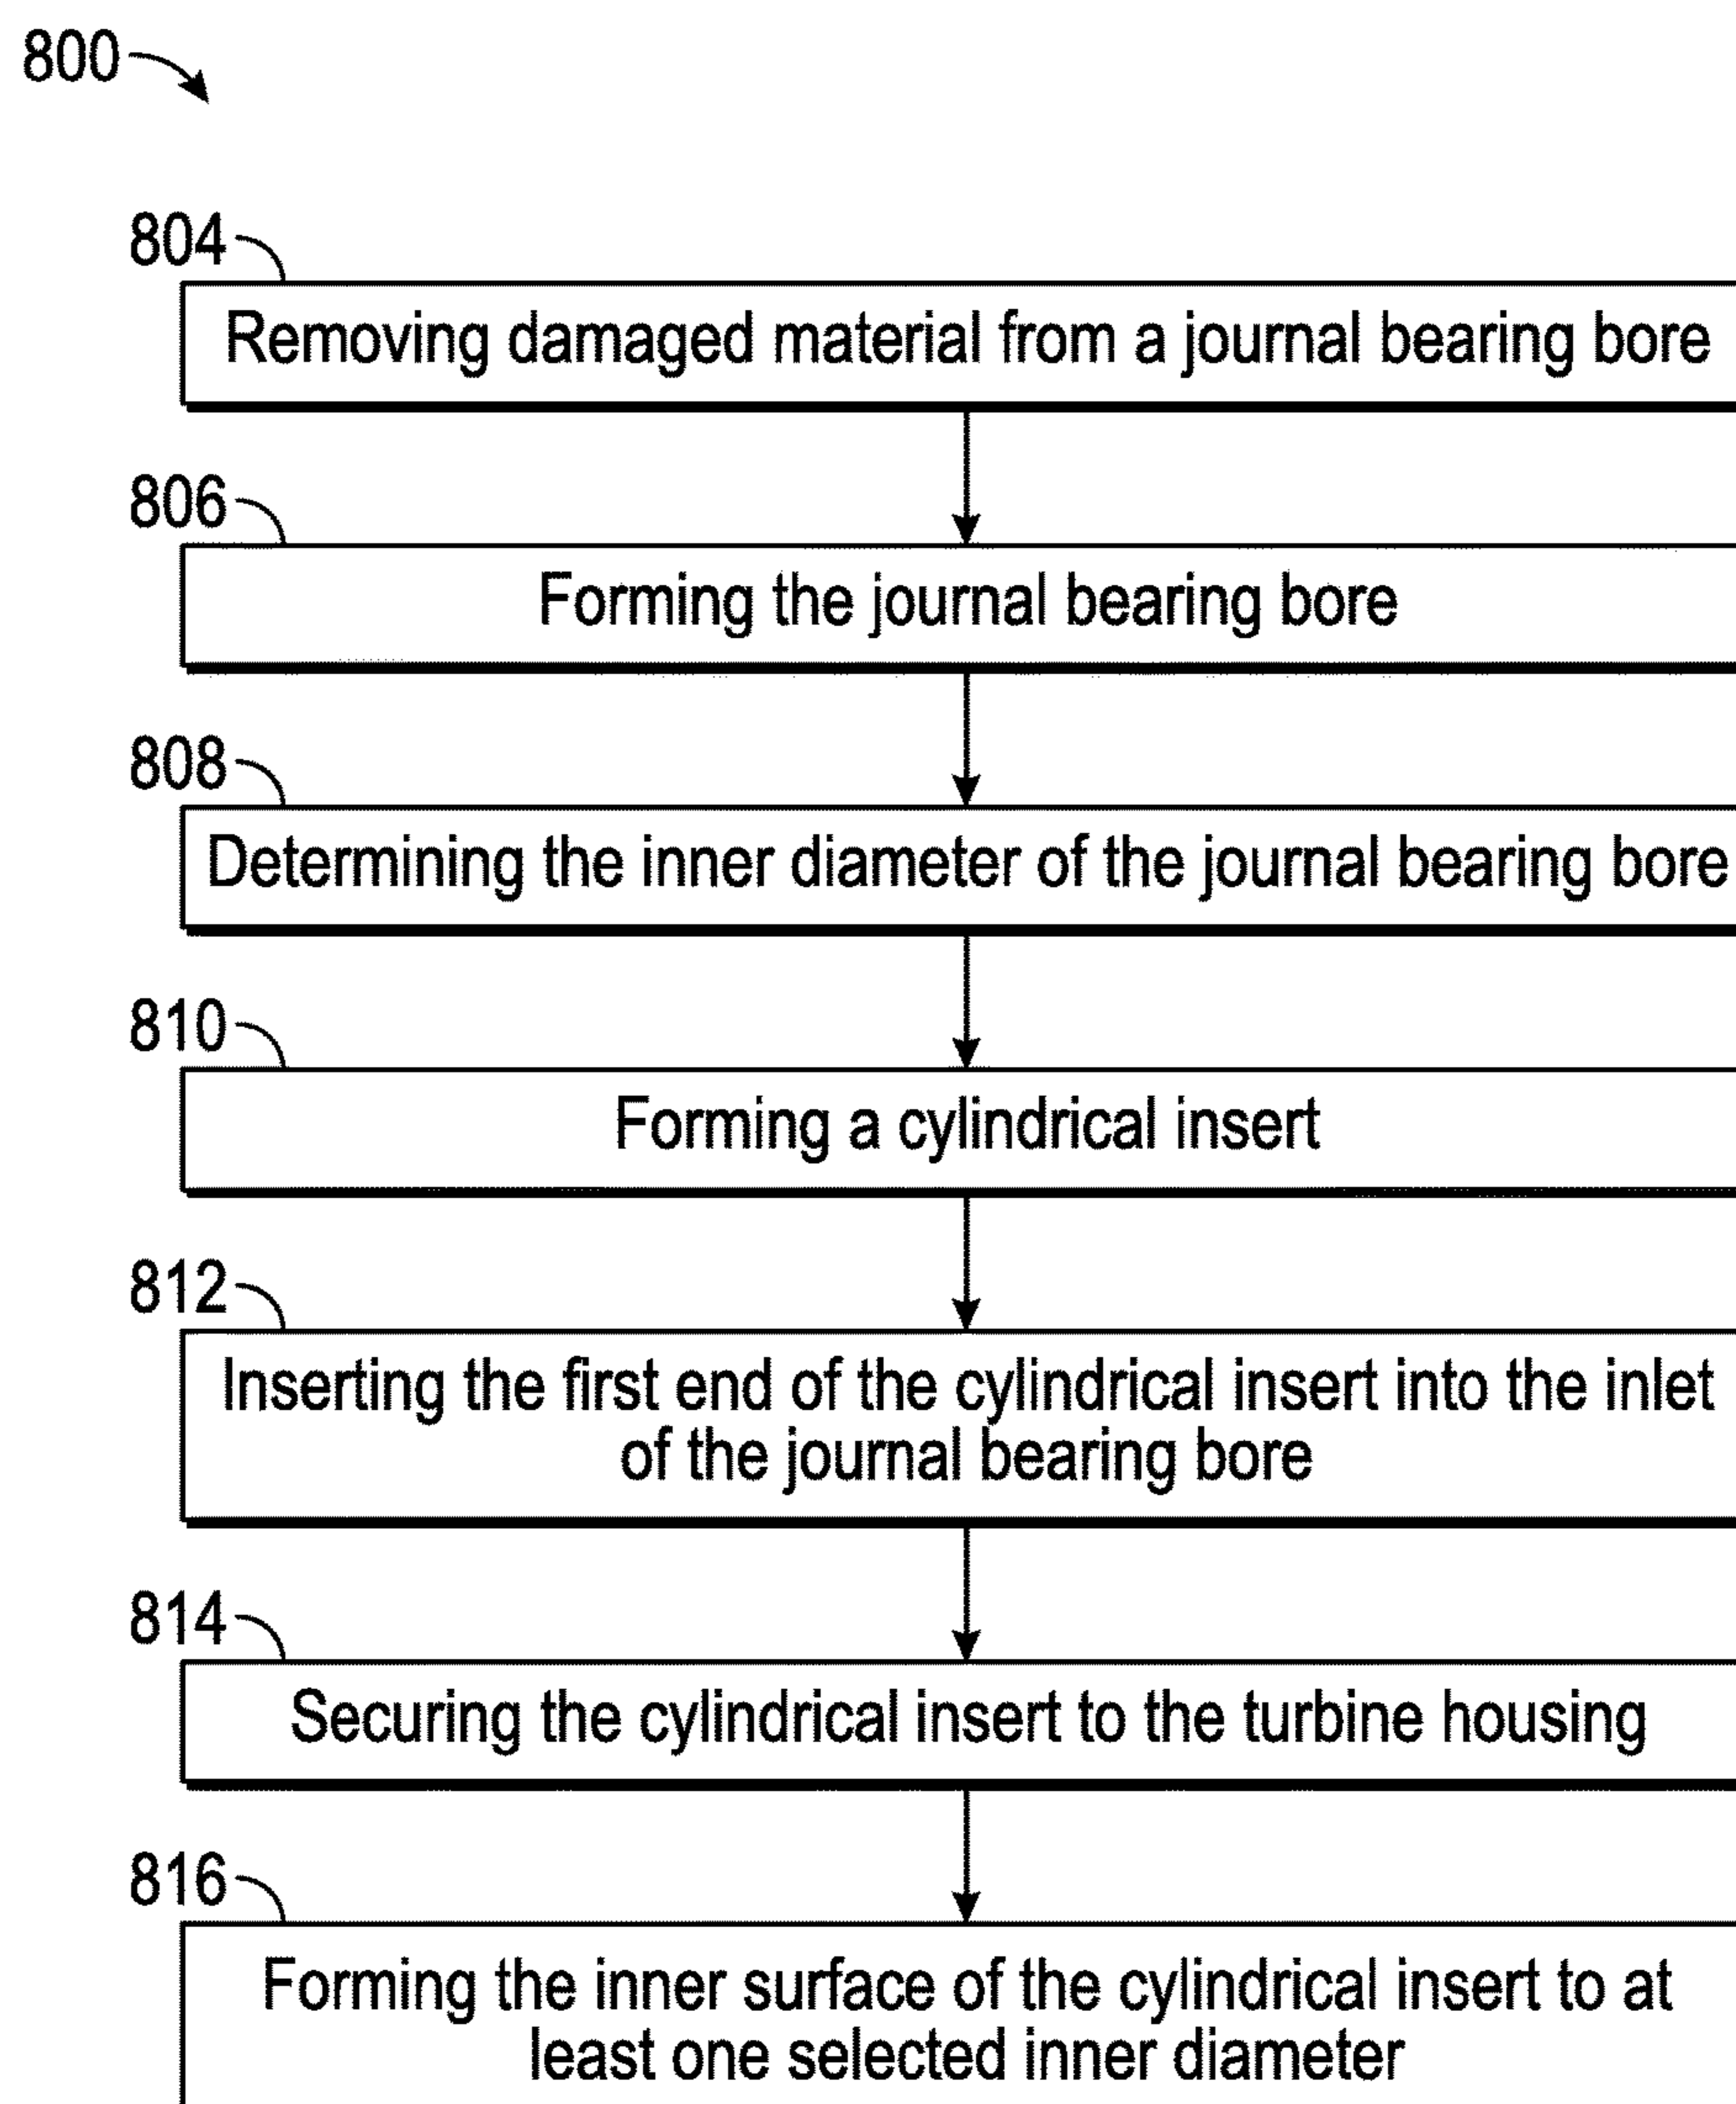 800
804
Removing damaged material from a journal bearing bore
806
Forming the journal bearing bore
808
Determining the inner diameter of the journal bearing bore
810
Forming a cylindrical insert
812
Inserting the first end of the cylindrical insert into the inlet
of the journal bearing bore
814
Securing the cylindrical insert to the turbine housing
816
Forming the inner surface of the cylindrical insert to at
least one selected inner diameter